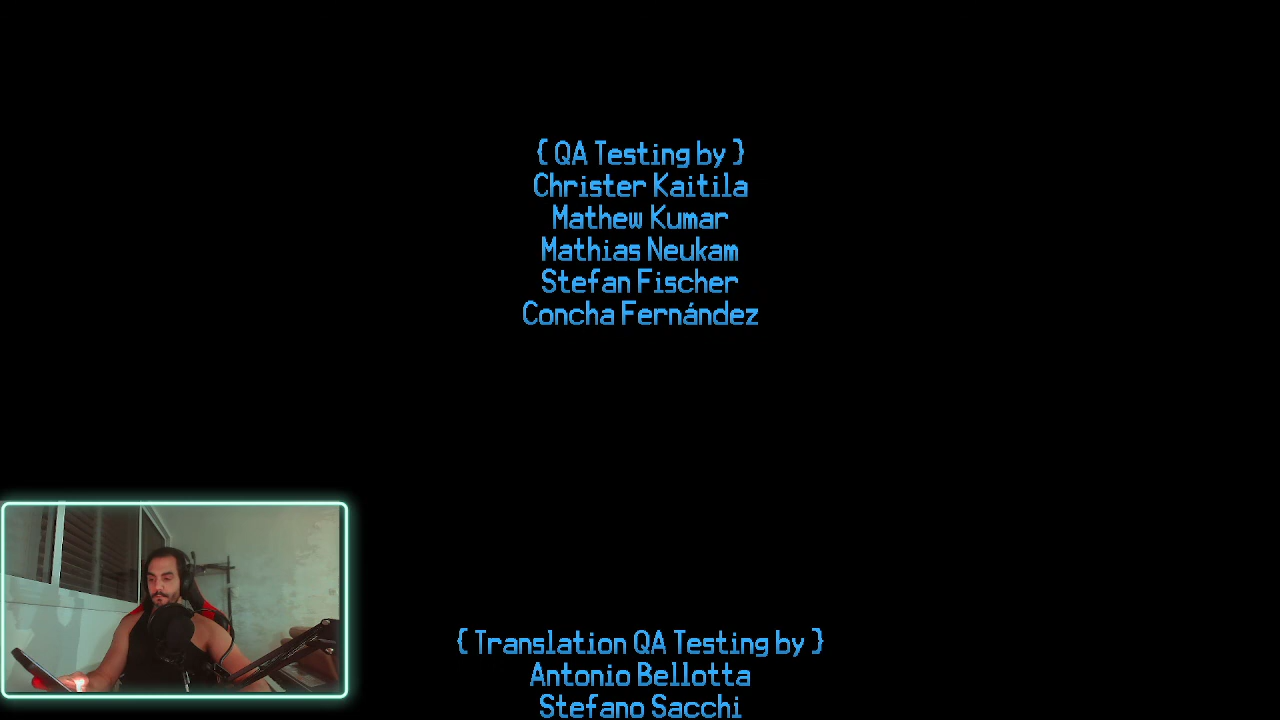 { QA Testing by }
Christer Kaitila
Mathew Kumar
Mathias Neukam
Stefan Fischer
Concha Fernández
{ Translation QA Testing by }
Antonio Bellotta
Stefano Sacchi